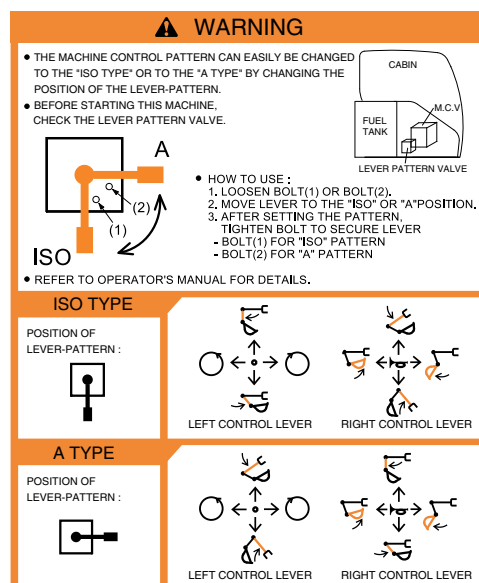 WARNING
• THE MACHINE CONTROL PATTERN CAN EASILY BE CHANGED
TO THE "ISO TYPE" OR TO THE "A TYPE" BY CHANGING THE
POSITION OF THE LEVER-PATTERN.
• BEFORE STARTING THIS MACHINE,
CHECK THE LEVER PATTERN VALVE.
CABIN
M.C.V
FUEL
TANK
LEVER PATTERN VALVE
A
(2)
(1)
ISO
• HOW TO USE :
1. LOOSEN BOLT(1) OR BOLT(2).
2. MOVE LEVER TO THE "ISO" OR "A"POSITION.
3. AFTER SETTING THE PATTERN,
TIGHTEN BOLT TO SECURE LEVER
- BOLT(1) FOR "ISO" PATTERN
- BOLT(2) FOR "A" PATTERN
• REFER TO OPERATOR'S MANUAL FOR DETAILS.
ISO TYPE
POSITION OF
LEVER-PATTERN :
LEFT CONTROL LEVER
RIGHT CONTROL LEVER
A TYPE
POSITION OF
LEVER-PATTERN :
LEFT CONTROL LEVER
RIGHT CONTROL LEVER